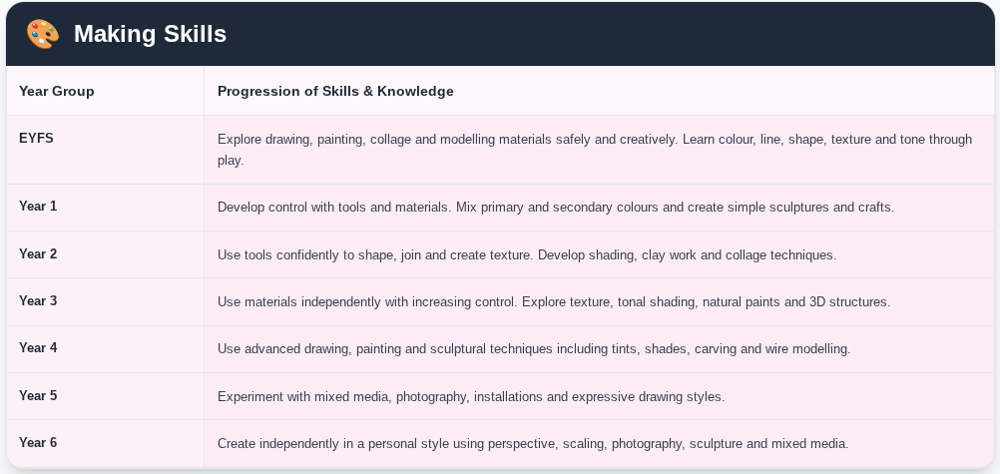 Making Skills
Year Group
Progression of Skills & Knowledge
EYFS
Explore drawing, painting, collage and modelling materials safely and creatively. Learn colour, line, shape, texture and tone through
play.
Year 1
Develop control with tools and materials. Mix primary and secondary colours and create simple sculptures and crafts.
Year 2
Use tools confidently to shape, join and create texture. Develop shading, clay work and collage techniques.
Year 3
Use materials independently with increasing control. Explore texture, tonal shading, natural paints and 3D structures.
Year 4
Use advanced drawing, painting and sculptural techniques including tints, shades, carving and wire modelling.
Year 5
Experiment with mixed media, photography, installations and expressive drawing styles.
Year 6
Create independently in a personal style using perspective, scaling, photography, sculpture and mixed media.